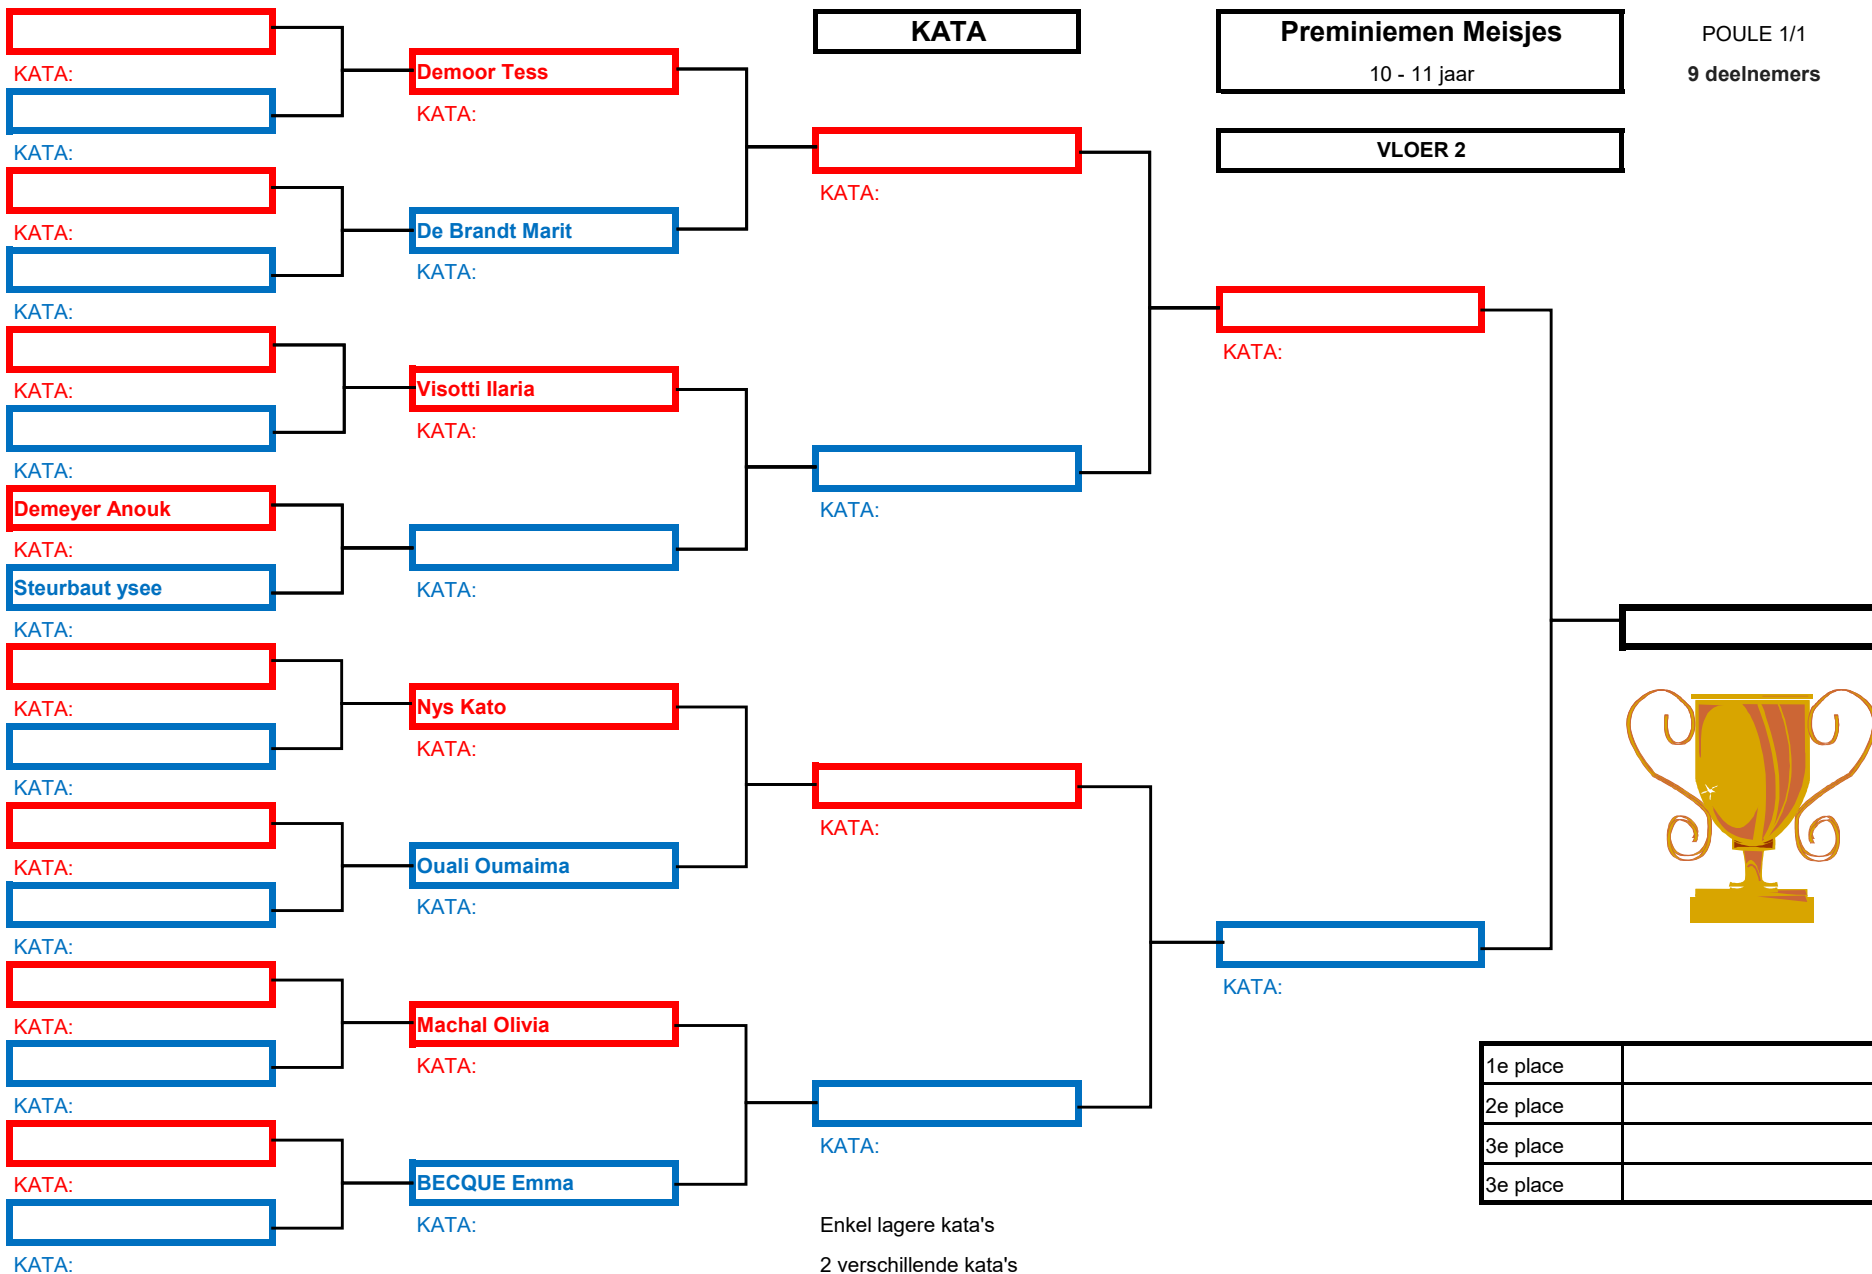 KATA
Preminiemen Meisjes
10 - 11 jaar
POULE 1/1
9 deelnemers
VLOER 2
KATA:
KATA:
KATA:
KATA:
KATA:
KATA:
Demeyer Anouk
KATA:
Steurbaut ysee
KATA:
KATA:
KATA:
KATA:
KATA:
KATA:
KATA:
KATA:
KATA:
Demoor Tess
KATA:
De Brandt Marit
KATA:
Visotti Ilaria
KATA:
KATA:
Nys Kato
KATA:
Ouali Oumaima
KATA:
Machal Olivia
KATA:
BECQUE Emma
KATA:
KATA:
KATA:
KATA:
KATA:
Enkel lagere kata's
2 verschillende kata's
KATA:
KATA:
1e place
2e place
3e place
3e place